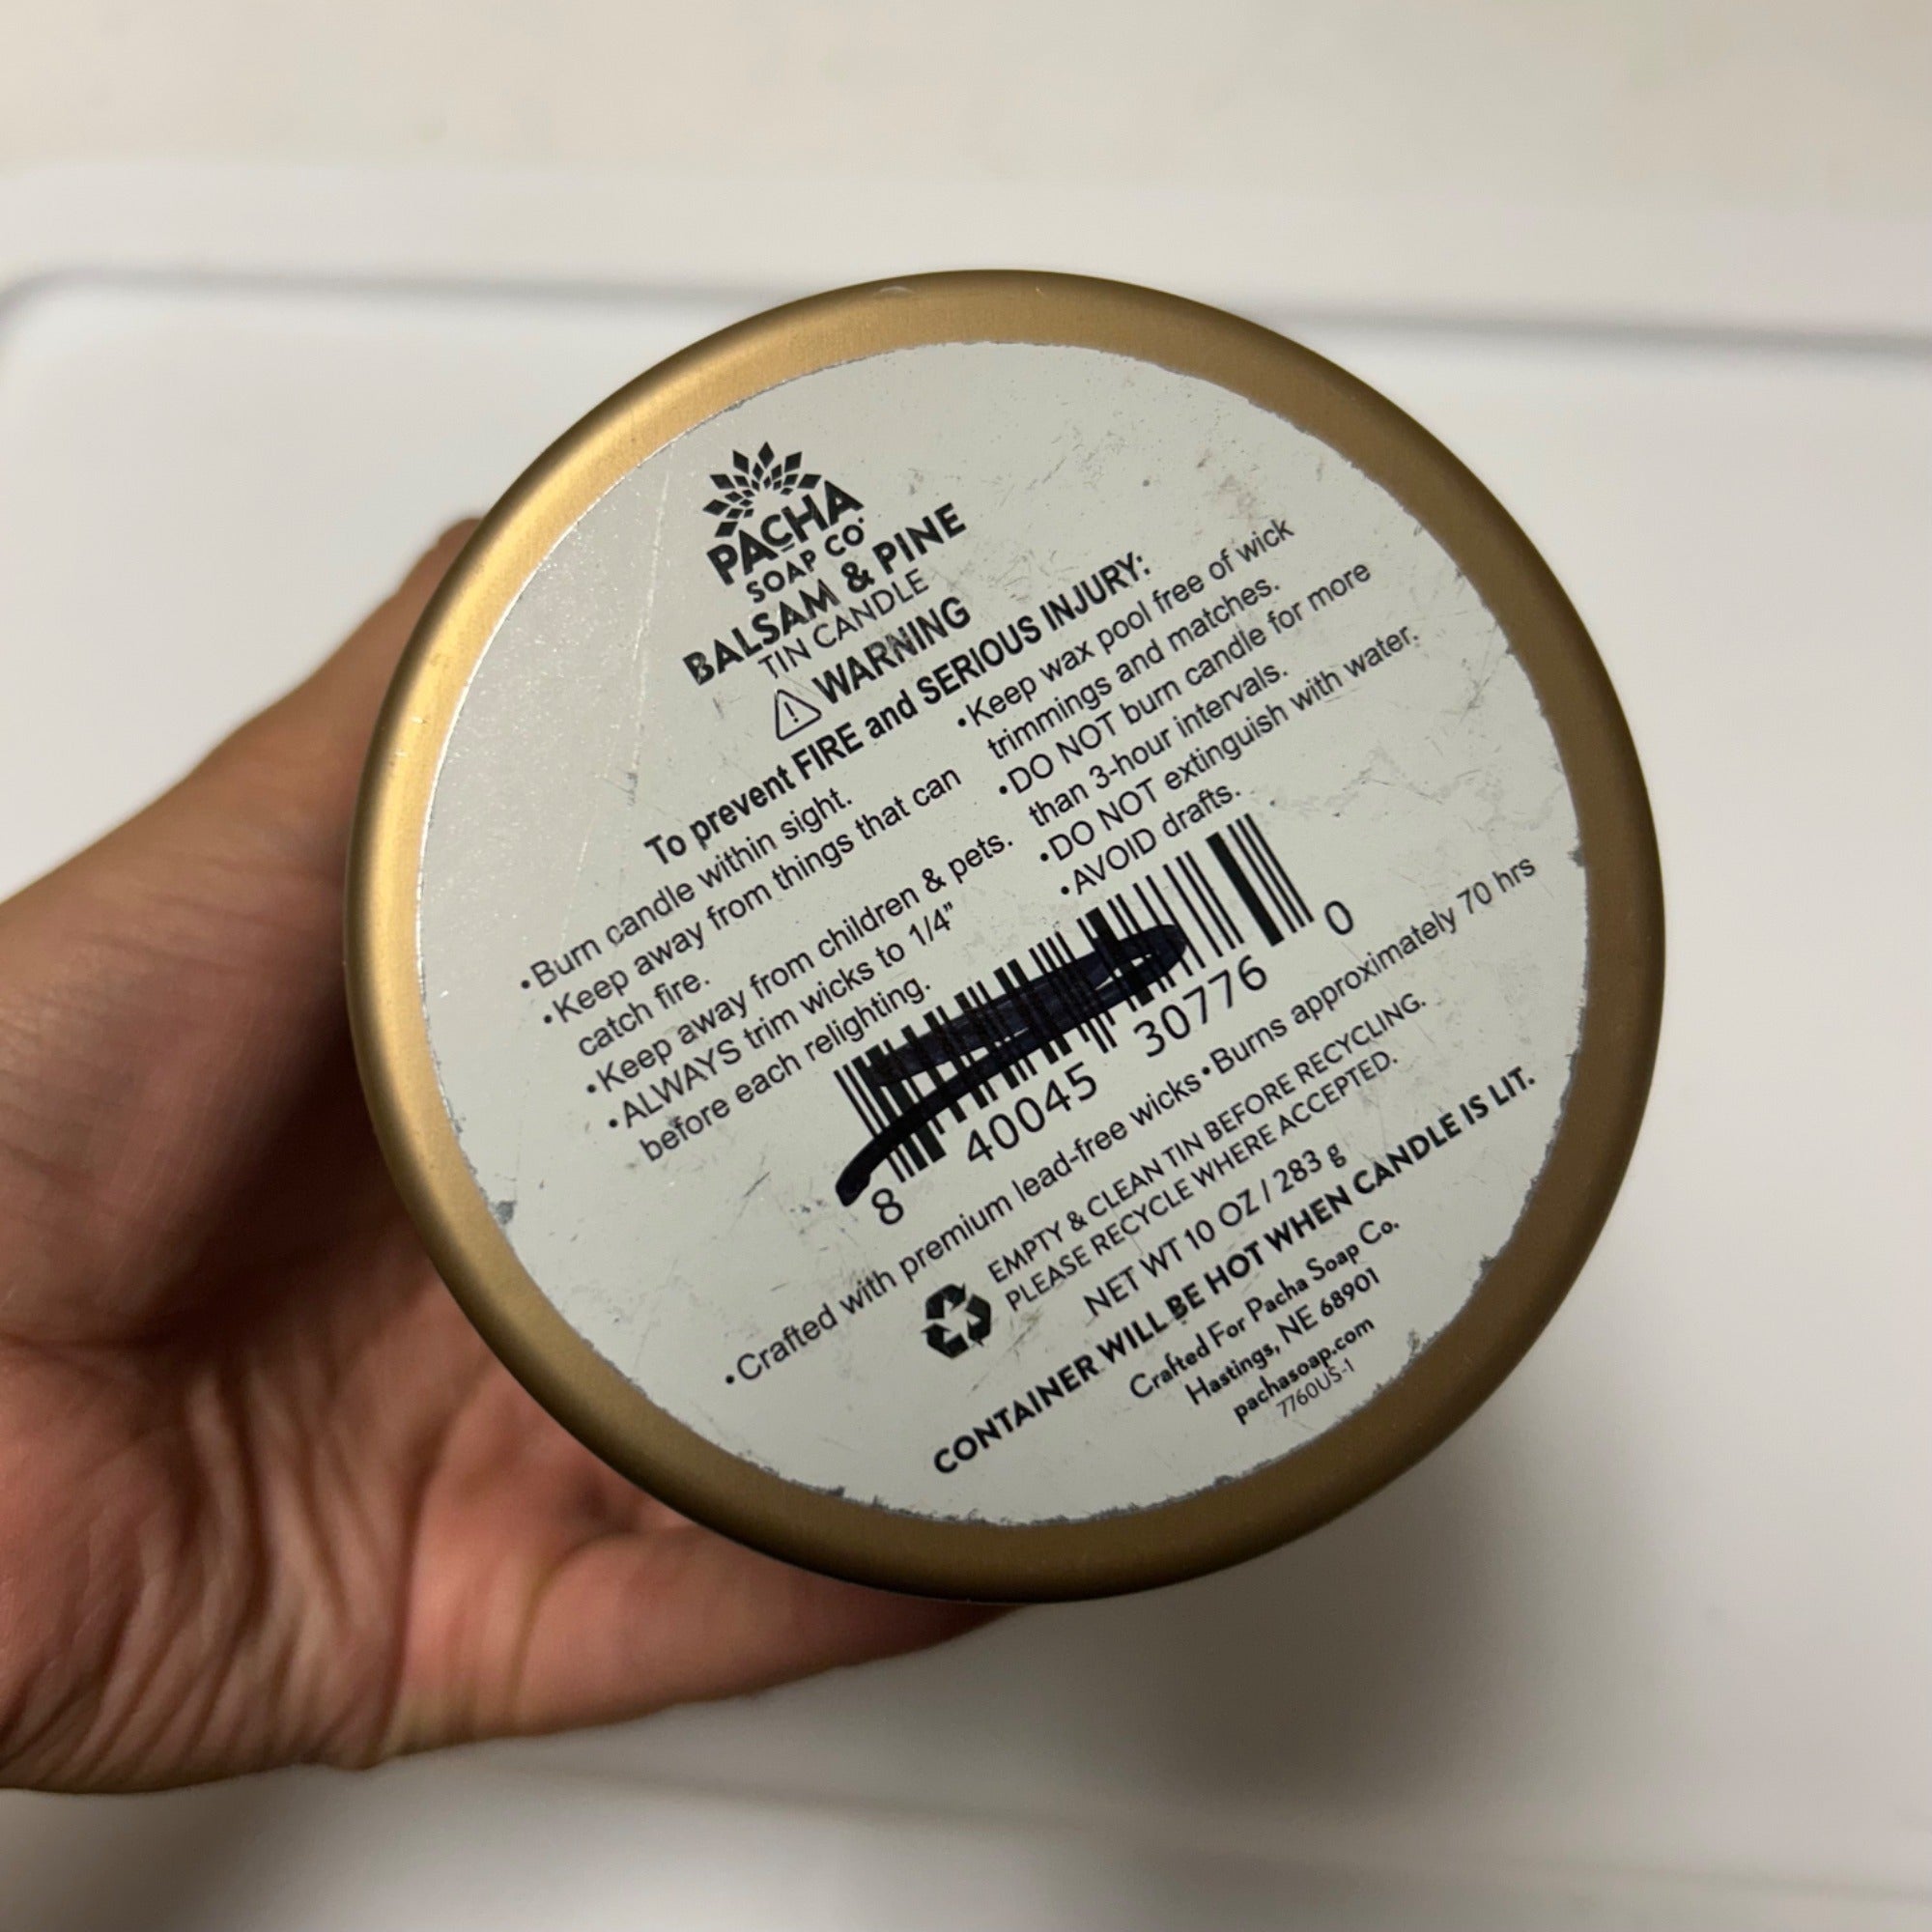 PACHA
SOAP CO
BALSAM & PINE
TIN CANDLE
WARNING
To prevent FIRE and SERIOUS INJURY:
•Burn candle within sight.
•Keep away from things that can
catch fire.
•Keep away from children & pets.
•ALWAYS trim wicks to 1/4”
before each relighting.
•Keep wax pool free of wick
trimmings and matches.
•DO NOT burn candle for more
than 3-hour intervals.
•DO NOT extinguish with water.
•AVOID drafts.
8 40045 30776 0
•Crafted with premium lead-free wicks•Burns approximately 70 hrs
EMPTY & CLEAN TIN BEFORE RECYCLING.
PLEASE RECYCLE WHERE ACCEPTED.
NET WT 10 OZ / 283 g
CONTAINER WILL BE HOT WHEN CANDLE IS LIT.
Crafted For Pacha Soap Co.
Hastings, NE 68901
pachasoap.com
7760US-1